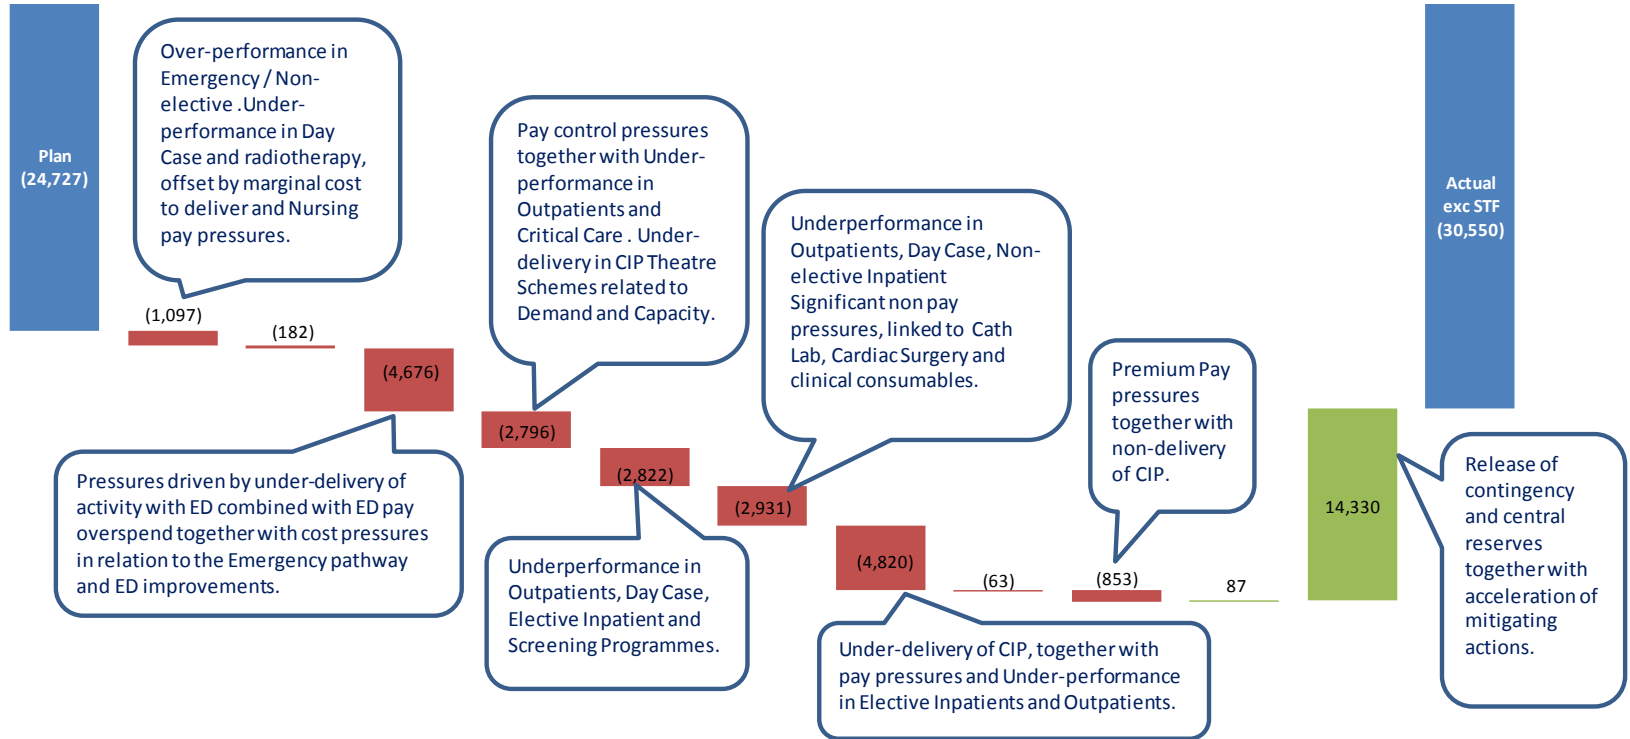 Plan
(24,727)
Over-performance in
Emergency / Non-
elective .Under-
performance in Day
Case and radiotherapy,
offset by marginal cost
to deliver and Nursing
pay pressures.
(1,097)
(182)
(4,676)
Pressures driven by under-delivery of
activity with ED combined with ED pay
overspend together with cost pressures
in relation to the Emergency pathway
and ED improvements.
Pay control pressures
together with Under-
performance in
Outpatients and
Critical Care . Under-
delivery in CIP Theatre
Schemes related to
Demand and Capacity.
(2,796)
(2,822)
Underperformance in
Outpatients, Day Case,
Elective Inpatient and
Screening Programmes.
Underperformance in
Outpatients, Day Case, Non-
elective Inpatient
Significant non pay
pressures, linked to Cath
Lab, Cardiac Surgery and
clinical consumables.
(2,931)
(4,820)
Under-delivery of CIP, together with
pay pressures and Under-performance
in Elective Inpatients and Outpatients.
(63)
Premium Pay
pressures
together with
non-delivery
of CIP.
(853)
87
14,330
Release of
contingency
and central
reserves
together with
acceleration of
mitigating
actions.
Actual
exc STF
(30,550)